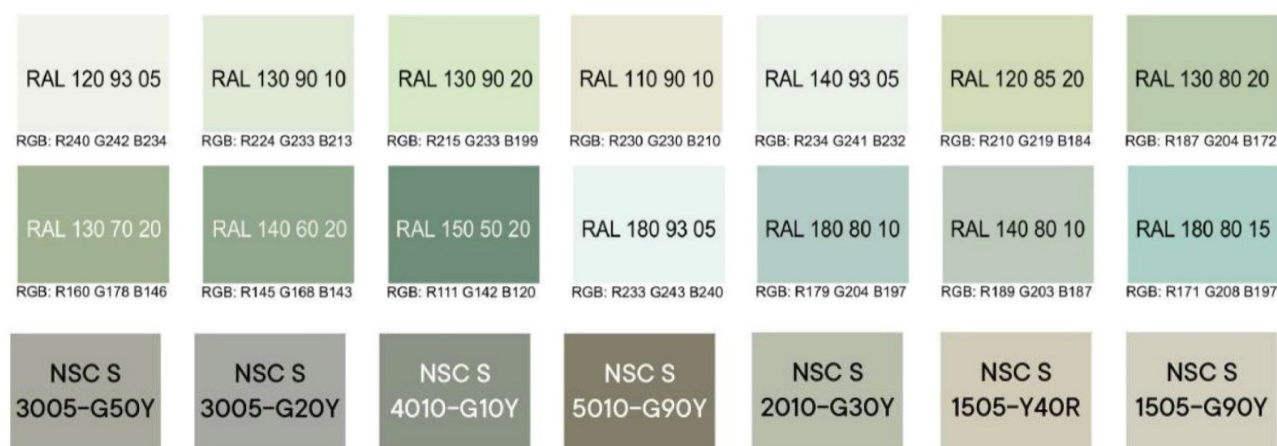 RAL 120 93 05
RGB: R240 G242 B234
RAL 130 90 10
RGB: R224 G233 B213
RAL 130 90 20
RGB: R215 G233 B199
RAL 110 90 10
RGB: R230 G230 B210
RAL 140 93 05
RGB: R234 G241 B232
RAL 120 85 20
RGB: R210 G219 B184
RAL 130 80 20
RGB: R187 G204 B172
RAL 130 70 20
RGB: R160 G178 B146
RAL 140 60 20
RGB: R145 G168 B143
RAL 150 50 20
RGB: R111 G142 B120
RAL 180 93 05
RGB: R233 G243 B240
RAL 180 80 10
RGB: R179 G204 B197
RAL 140 80 10
RGB: R189 G203 B187
RAL 180 80 15
RGB: R171 G208 B197
NSC S
3005-G50Y
NSC S
3005-G20Y
NSC S
4010-G10Y
NSC S
5010-G90Y
NSC S
2010-G30Y
NSC S
1505-Y40R
NSC S
1505-G90Y